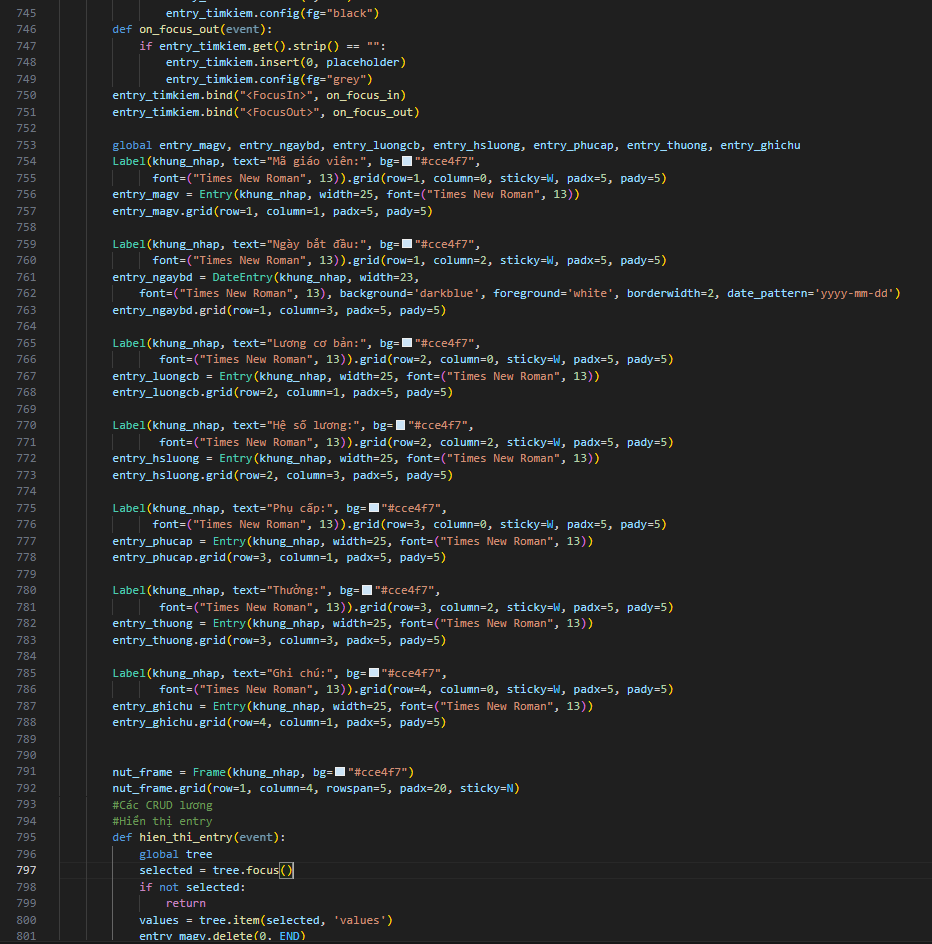 745 entry_timkiem.config(fg="black")
746 def on_focus_out(event):
747 if entry_timkiem.get().strip() == "":
748 entry_timkiem.insert(0, placeholder)
749 entry_timkiem.config(fg="grey")
750 entry_timkiem.bind("<FocusIn>", on_focus_in)
751 entry_timkiem.bind("<FocusOut>", on_focus_out)
752
753 global entry_magv, entry_ngaybd, entry_luongcb, entry_hsluong, entry_phucap, entry_thuong, entry_ghichu
754 Label(khung_nhap, text="Mã giáo viên:", bg="#cce4f7",
755 font=("Times New Roman", 13)).grid(row=1, column=0, sticky=W, padx=5, pady=5)
756 entry_magv = Entry(khung_nhap, width=25, font=("Times New Roman", 13))
757 entry_magv.grid(row=1, column=1, padx=5, pady=5)
758
759 Label(khung_nhap, text="Ngày bắt đầu:", bg="#cce4f7",
760 font=("Times New Roman", 13)).grid(row=1, column=2, sticky=W, padx=5, pady=5)
761 entry_ngaybd = DateEntry(khung_nhap, width=23,
762 font=("Times New Roman", 13), background='darkblue', foreground='white', borderwidth=2, date_pattern='yyyy-mm-dd')
763 entry_ngaybd.grid(row=1, column=3, padx=5, pady=5)
764
765 Label(khung_nhap, text="Lương cơ bản:", bg="#cce4f7",
766 font=("Times New Roman", 13)).grid(row=2, column=0, sticky=W, padx=5, pady=5)
767 entry_luongcb = Entry(khung_nhap, width=25, font=("Times New Roman", 13))
768 entry_luongcb.grid(row=2, column=1, padx=5, pady=5)
769
770 Label(khung_nhap, text="Hệ số lương:", bg="#cce4f7",
771 font=("Times New Roman", 13)).grid(row=2, column=2, sticky=W, padx=5, pady=5)
772 entry_hsluong = Entry(khung_nhap, width=25, font=("Times New Roman", 13))
773 entry_hsluong.grid(row=2, column=3, padx=5, pady=5)
774
775 Label(khung_nhap, text="Phụ cấp:", bg="#cce4f7",
776 font=("Times New Roman", 13)).grid(row=3, column=0, sticky=W, padx=5, pady=5)
777 entry_phucap = Entry(khung_nhap, width=25, font=("Times New Roman", 13))
778 entry_phucap.grid(row=3, column=1, padx=5, pady=5)
779
780 Label(khung_nhap, text="Thưởng:", bg="#cce4f7",
781 font=("Times New Roman", 13)).grid(row=3, column=2, sticky=W, padx=5, pady=5)
782 entry_thuong = Entry(khung_nhap, width=25, font=("Times New Roman", 13))
783 entry_thuong.grid(row=3, column=3, padx=5, pady=5)
784
785 Label(khung_nhap, text="Ghi chú:", bg="#cce4f7",
786 font=("Times New Roman", 13)).grid(row=4, column=0, sticky=W, padx=5, pady=5)
787 entry_ghichu = Entry(khung_nhap, width=25, font=("Times New Roman", 13))
788 entry_ghichu.grid(row=4, column=1, padx=5, pady=5)
789
790
791 nut_frame = Frame(khung_nhap, bg="#cce4f7")
792 nut_frame.grid(row=1, column=4, rowspan=5, padx=20, sticky=N)
793 #Các CRUD lương
794 #Hiển thị entry
795 def hien_thi_entry(event):
796 global tree
797 selected = tree.focus()
798 if not selected:
799 return
800 values = tree.item(selected, 'values')
801 entry_magv.delete(0, END)